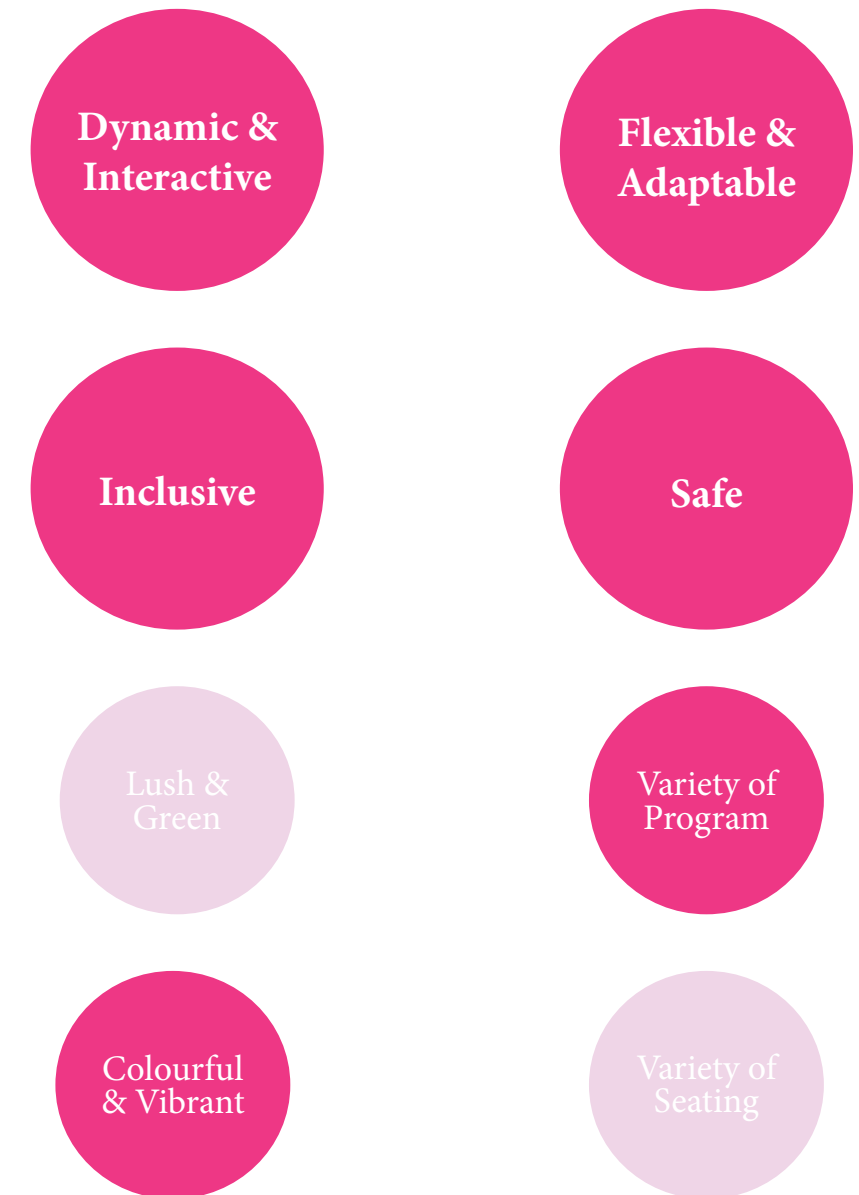 Dynamic &
Interactive
Flexible &
Adaptable
Inclusive
Safe
Lush &
Green
Variety of
Program
Colourful
& Vibrant
Variety of
Seating